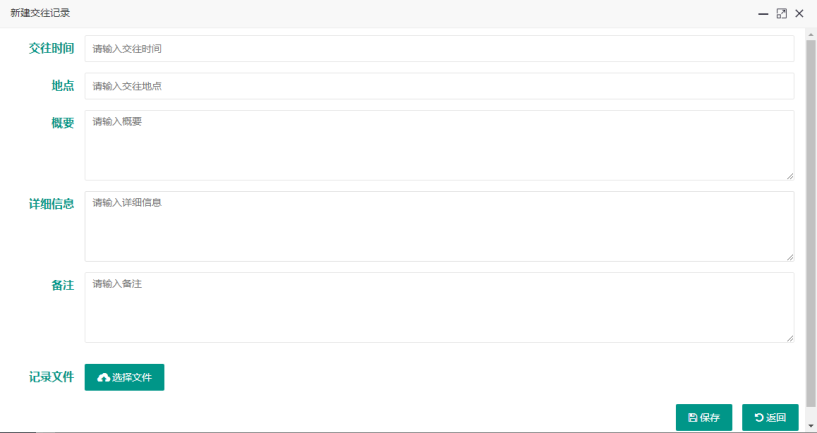 新建交往记录
交往时间 请输入交往时间
地点 请输入交往地点
概要 请输入概要
详细信息 请输入详细信息
备注 请输入备注
记录文件 选择文件
保存 返回